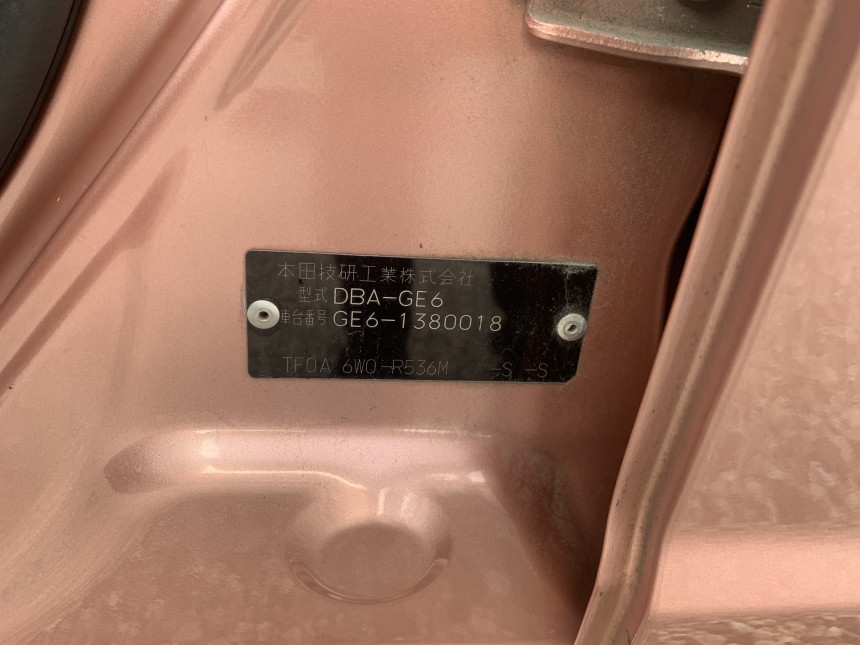 本田技研工業株式会社
型式 DBA-GE6
車台番号 GE6-1380018
TF0A 6W0-R536M -S -S